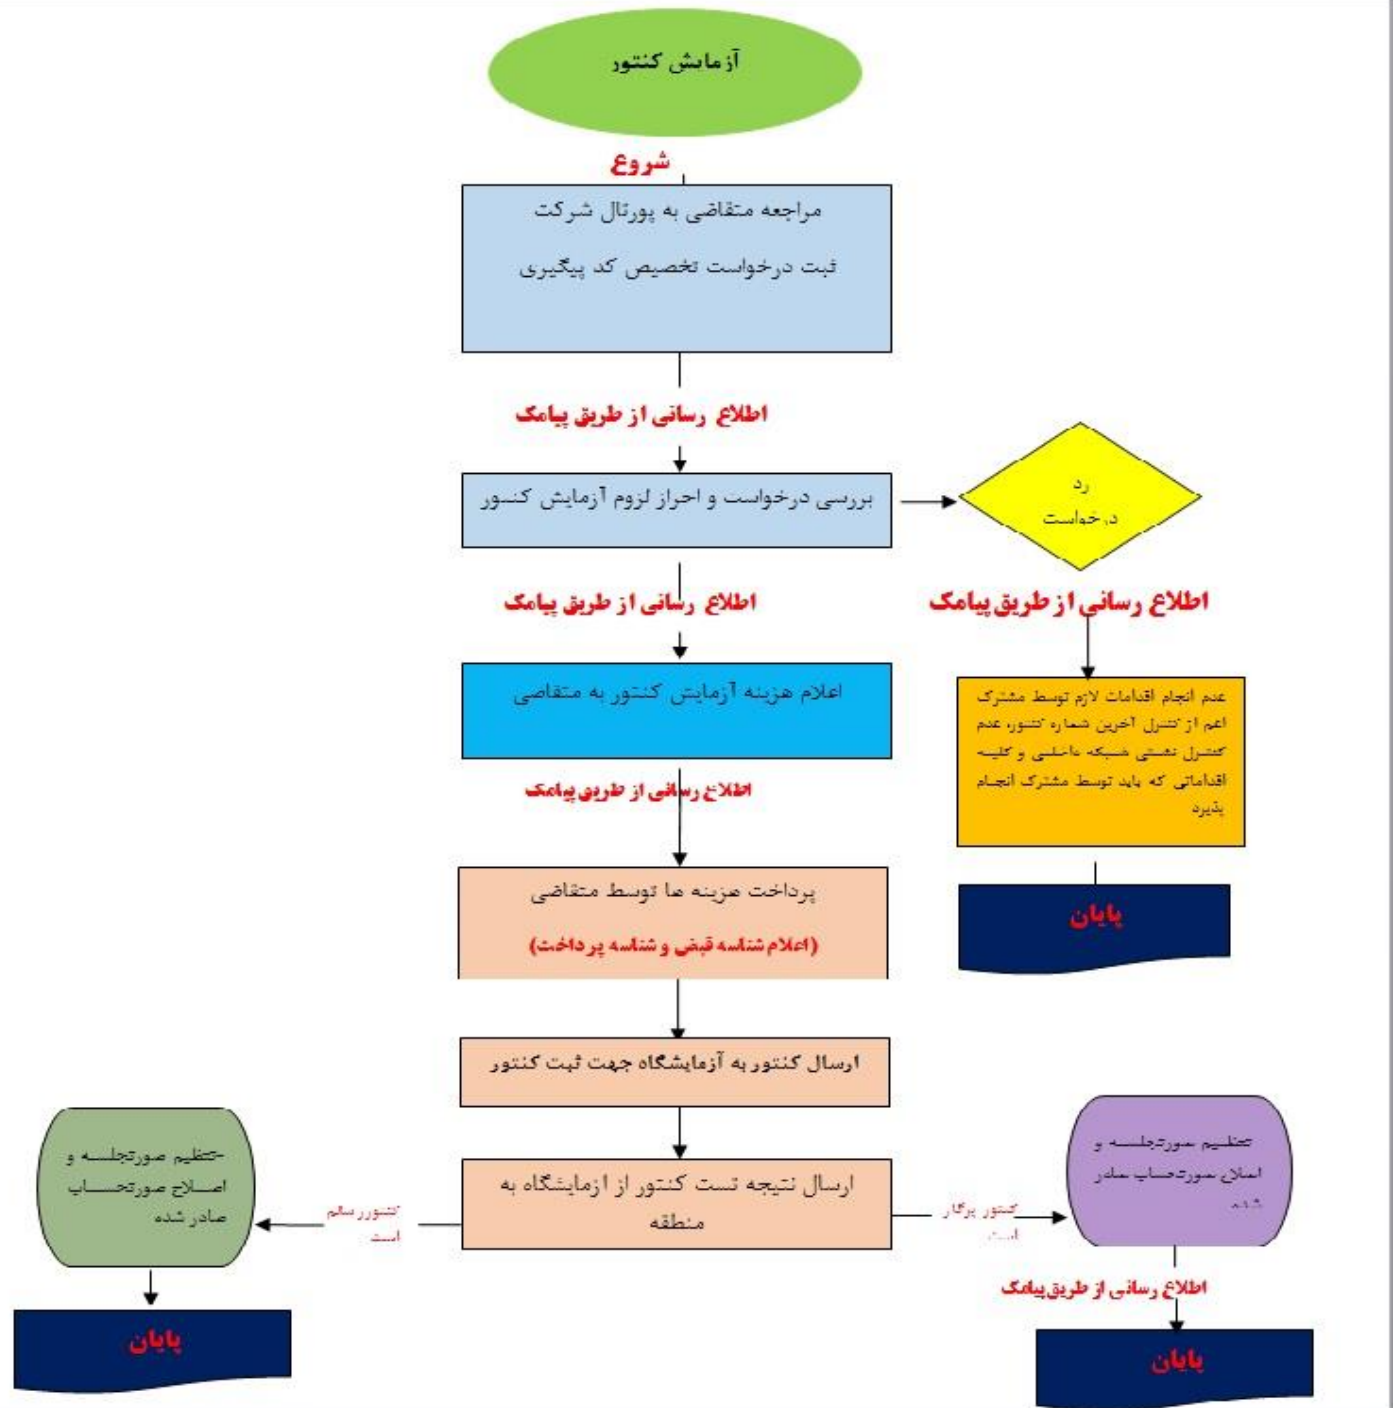 آزمایش کنتور
شروع
مراجعه متقاضی به پورتال شرکت
ثبت درخواست تخصیص کد پیگیری
اطلاع رسانی از طریق پیامک
بررسی درخواست و احراز لزوم آزمایش کنتور
رد
درخواست
اطلاع رسانی از طریق پیامک
اطلاع رسانی از طریق پیامک
اعلام هزینه آزمایش کنتور به متقاضی
عدم انجام اقدامات لازم توسط مشترک
اعم از کنترل آخرین شماره کنتور، عدم
کنترل نشتی شبکه داخلی و کلیه
اقداماتی که باید توسط مشترک انجام
پذیرد
اطلاع رسانی از طریق پیامک
پرداخت هزینه ها توسط متقاضی
(اعلام شناسه قبض و شناسه پرداخت)
پایان
ارسال کنتور به آزمایشگاه جهت ثبت کنتور
ارسال نتیجه تست کنتور از ازمایشگاه به
منطقه
کنتور پرکار
است
تنظیم صورتجلسه و
اصلاح صورتحساب صادر
شده
کنتورر سالم
است
-تنظیم صورتجلسه و
اصلاح صورتحساب
صادر شده
اطلاع رسانی از طریق پیامک
پایان
پایان